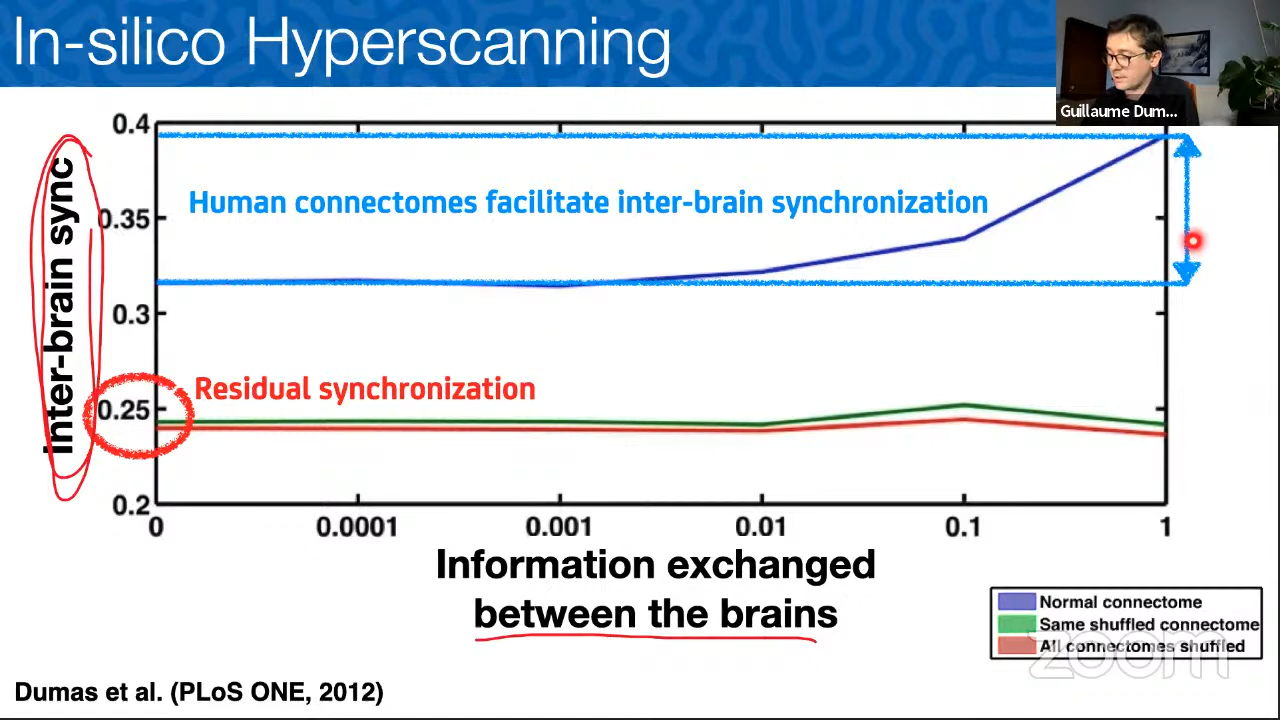 In-silico Hyperscanning
Guillaume Dum...
0.4
0.35
0.3
0.25
0.2
Inter-brain sync
Human connectomes facilitate inter-brain synchronization
Residual synchronization
0
0.0001
0.001
0.01
0.1
1
Information exchanged
between the brains
Normal connectome
Same shuffled connectome
All connectomes shuffled
zoom
Dumas et al. (PLoS ONE, 2012)